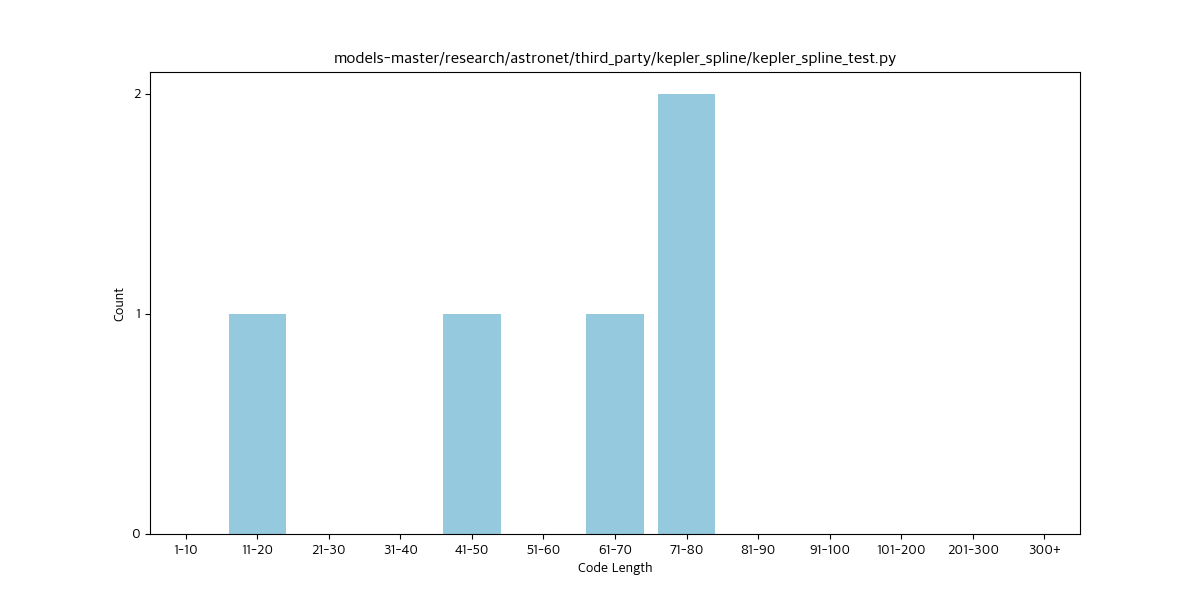 models-master/research/astronet/third_party/kepler_spline/kepler_spline_test.py
2
1
0
Count
1-10 11-20 21-30 31-40 41-50 51-60 61-70 71-80 81-90 91-100 101-200 201-300 300+
Code Length